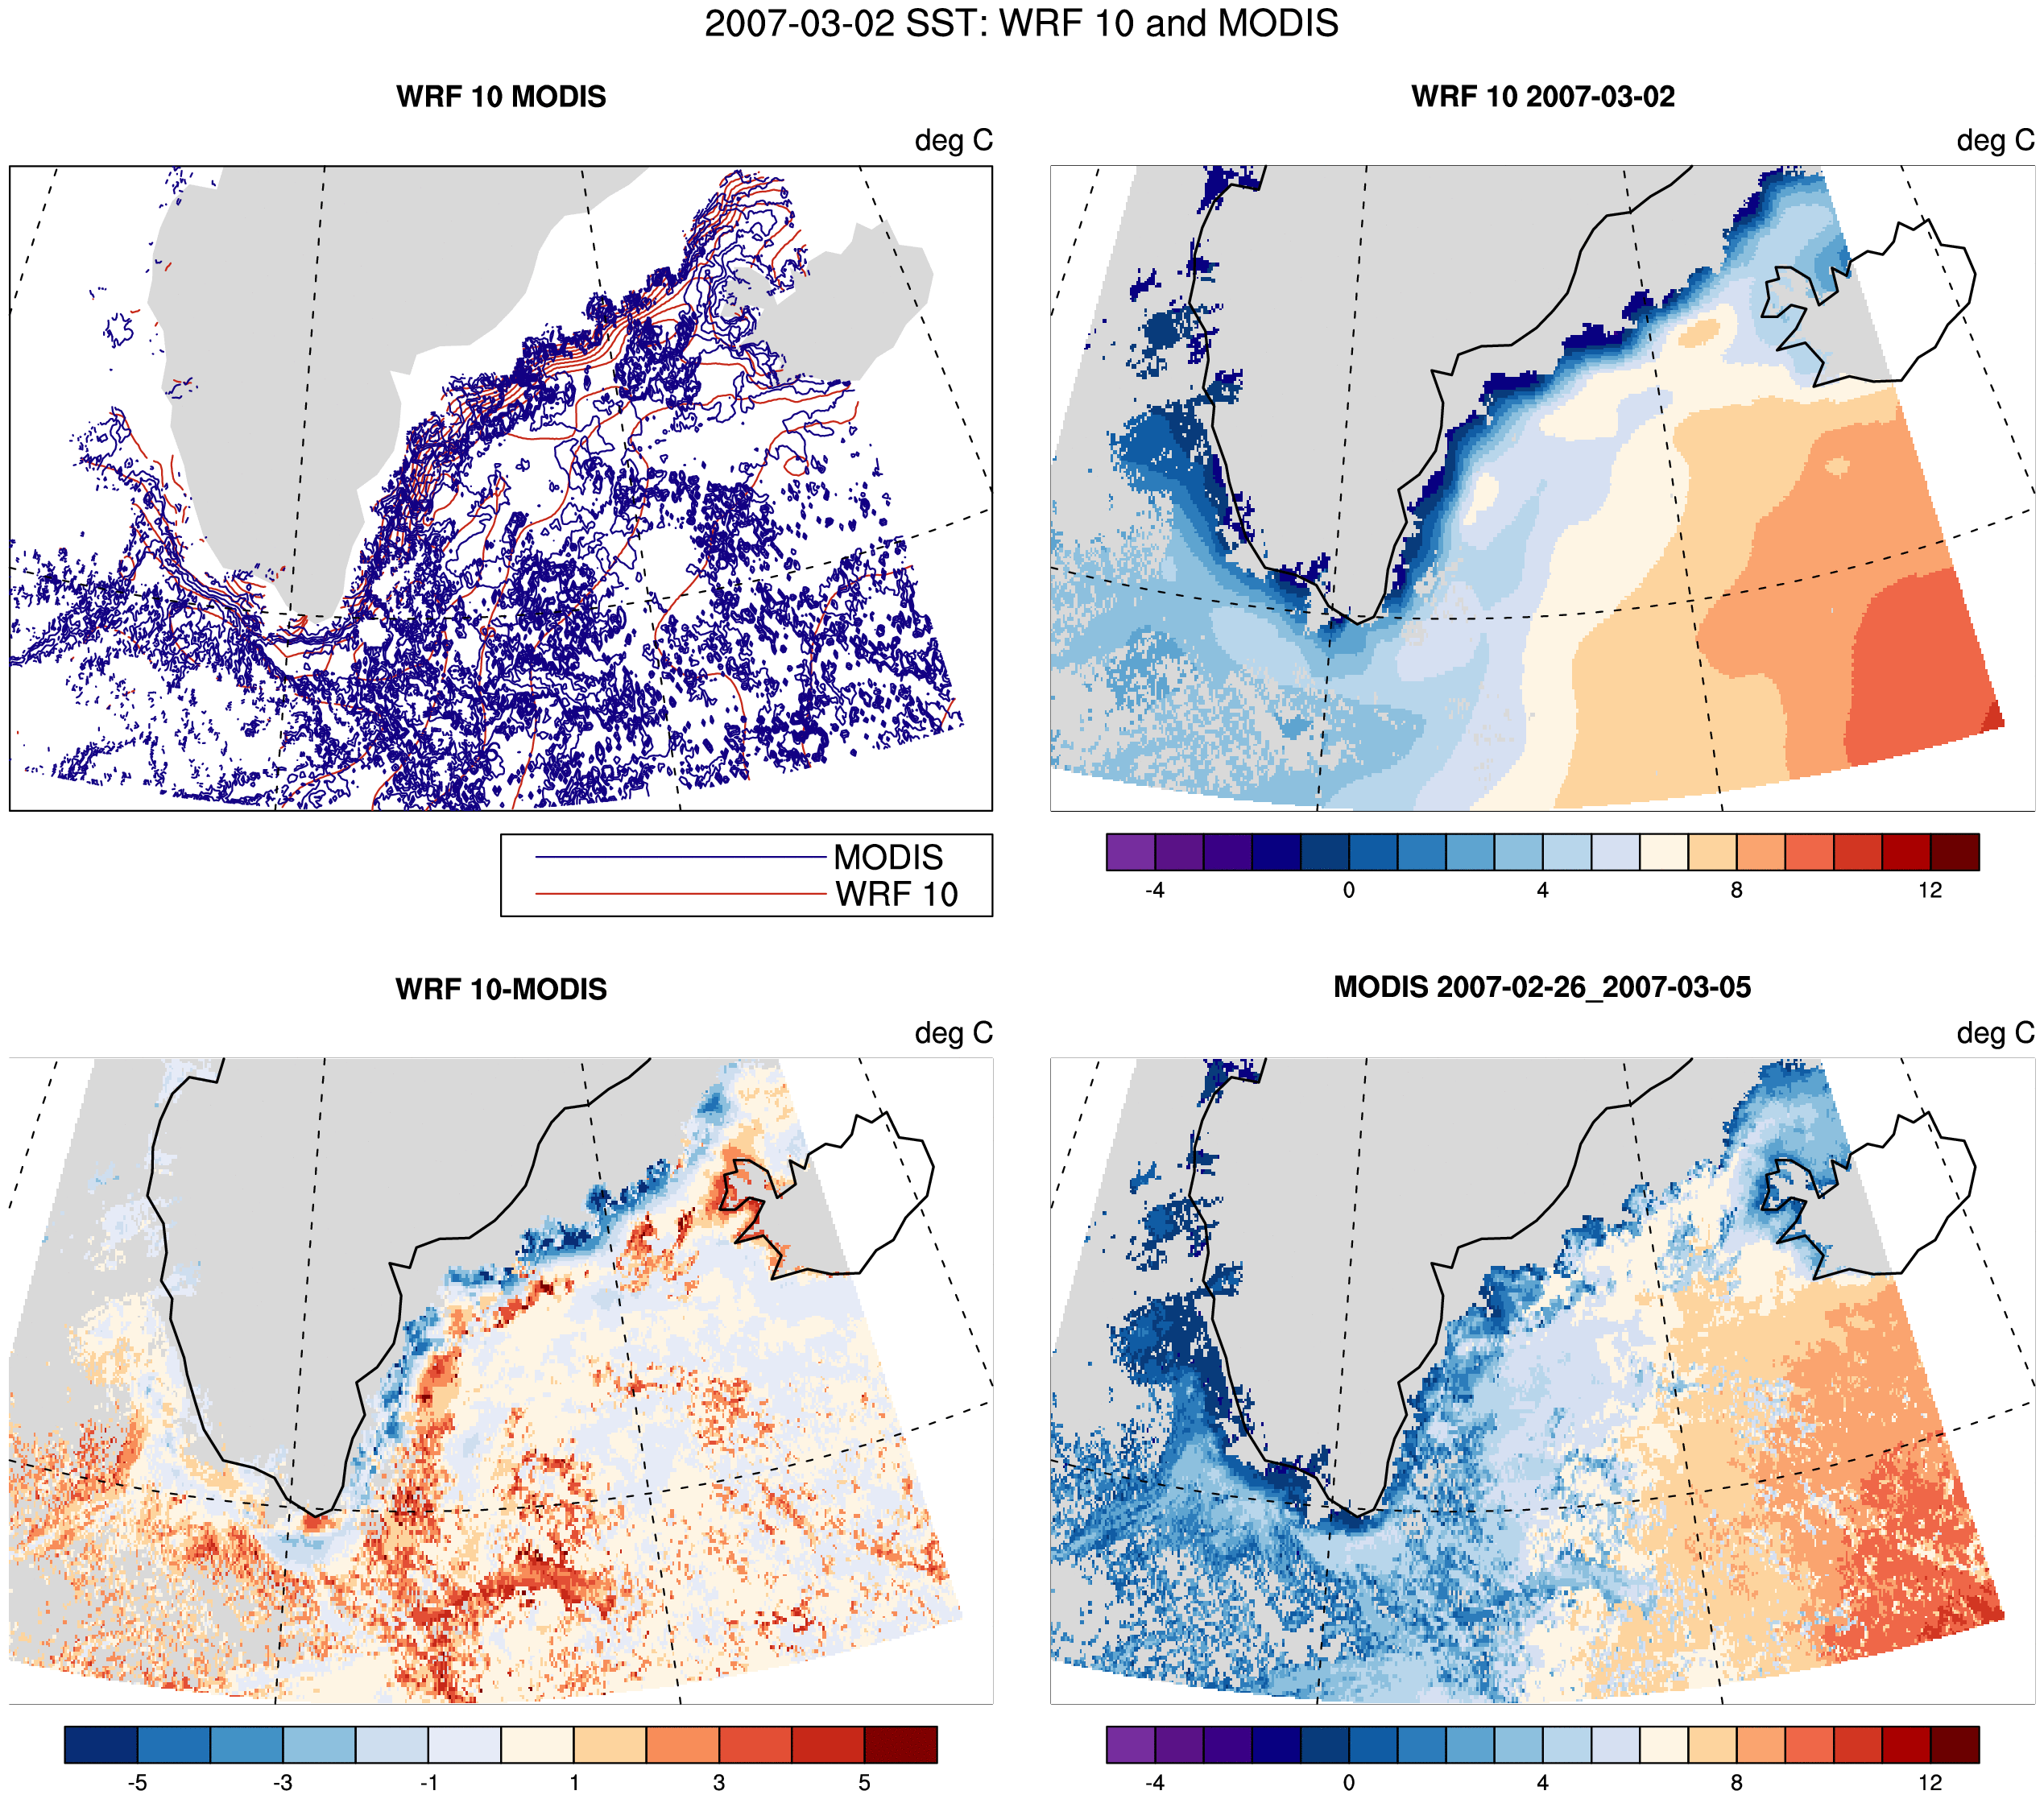 2007-03-02 SST: WRF 10 and MODIS
WRF 10 MODIS
deg C
MODIS
WRF 10
WRF 10 2007-03-02
deg C
-4 0 4 8 12
WRF 10-MODIS
deg C
-5 -3 -1 1 3 5
MODIS 2007-02-26_2007-03-05
deg C
-4 0 4 8 12